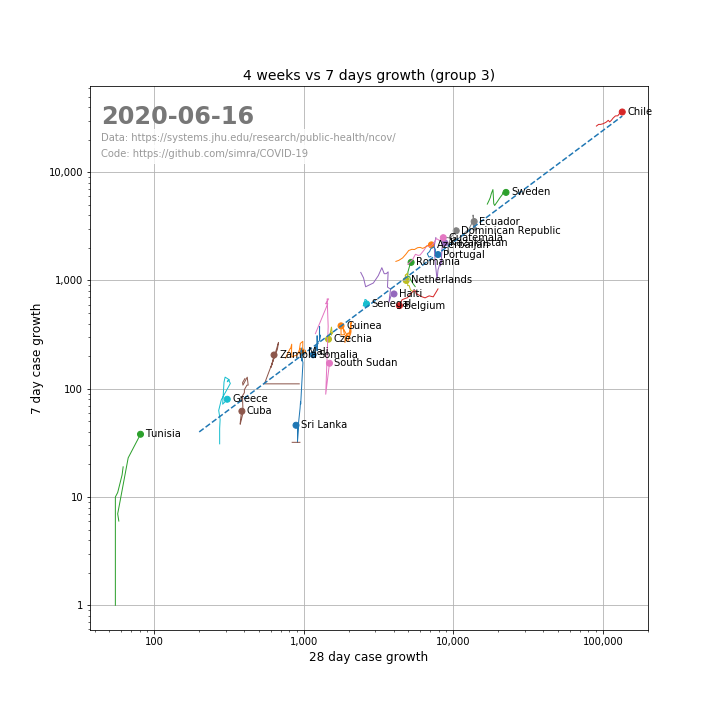 4 weeks vs 7 days growth (group 3)
2020-06-16
Data: https://systems.jhu.edu/research/public-health/ncov/
Code: https://github.com/simra/COVID-19
Chile
10,000
Sweden
Ecuador
Dominican Republic
Guatemala
Azerbaijan
Portugal
Romania
1,000
Netherlands
Haiti
Senegal
Belgium
Guinea
Czechia
Zambia
Mali
Somalia
South Sudan
100
Greece
Cuba
Sri Lanka
Tunisia
10
1
100
1,000
10,000
100,000
28 day case growth
7 day case growth